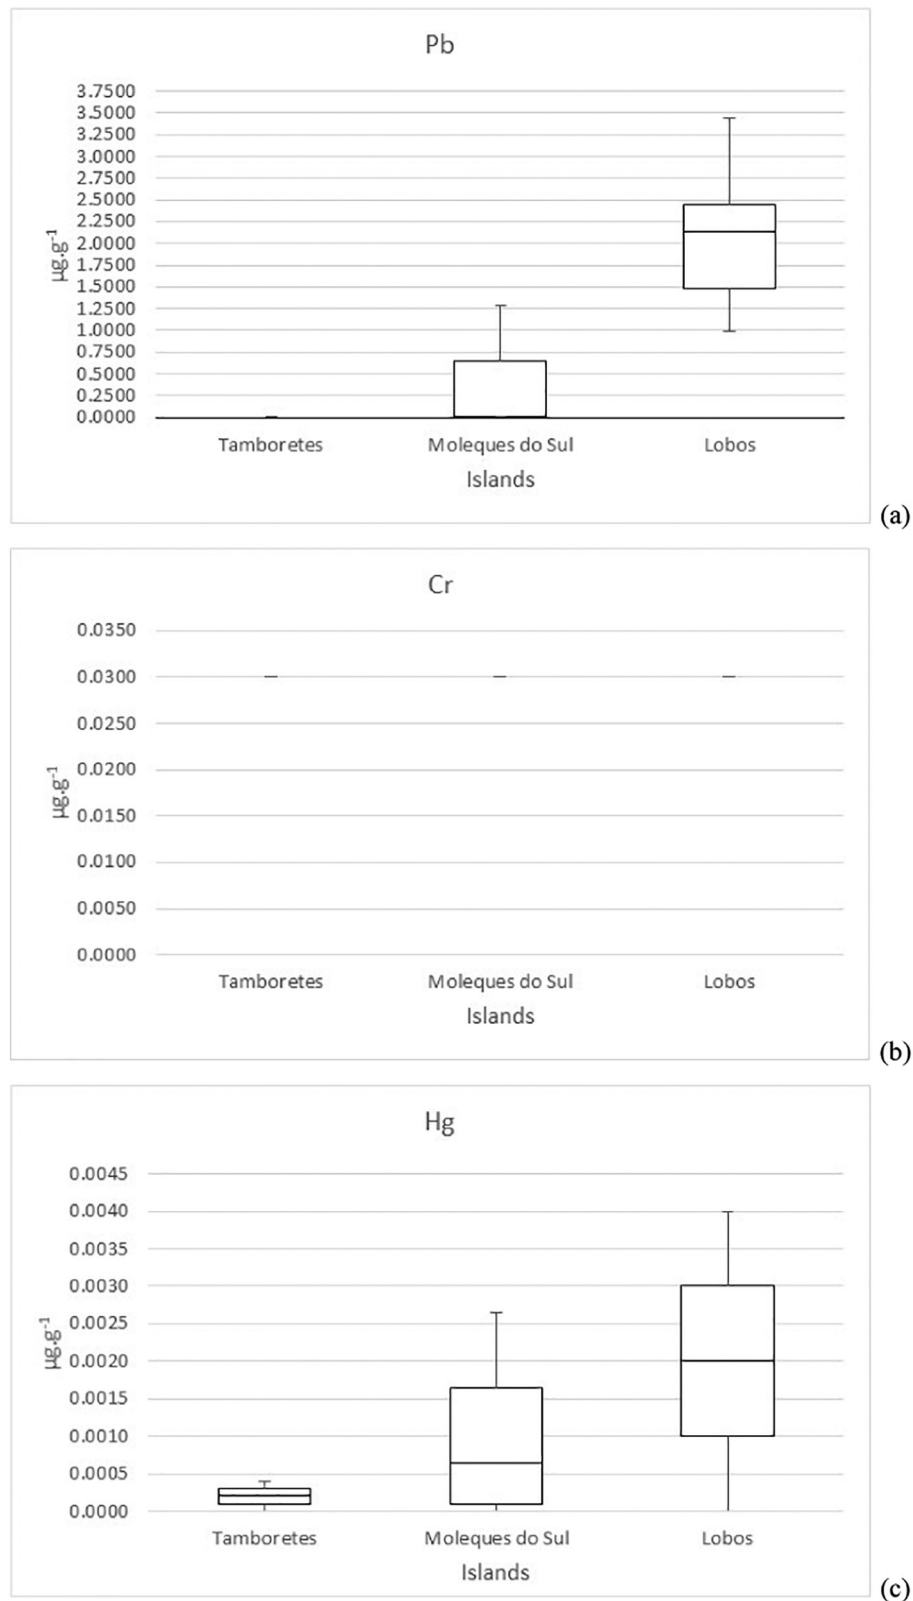 Pb
3.7500
3.5000
3.2500
3.0000
2.7500
2.5000
2.2500
2.0000
1.7500
1.5000
1.2500
1.0000
0.7500
0.5000
0.2500
0.0000
µg.g⁻¹
Tamboretes Moleques do Sul Lobos
Islands
(a)
Cr
0.0350
0.0300
0.0250
0.0200
0.0150
0.0100
0.0050
0.0000
µg.g⁻¹
Tamboretes Moleques do Sul Lobos
Islands
(b)
Hg
0.0045
0.0040
0.0035
0.0030
0.0025
0.0020
0.0015
0.0010
0.0005
0.0000
µg.g⁻¹
Tamboretes Moleques do Sul Lobos
Islands
(c)